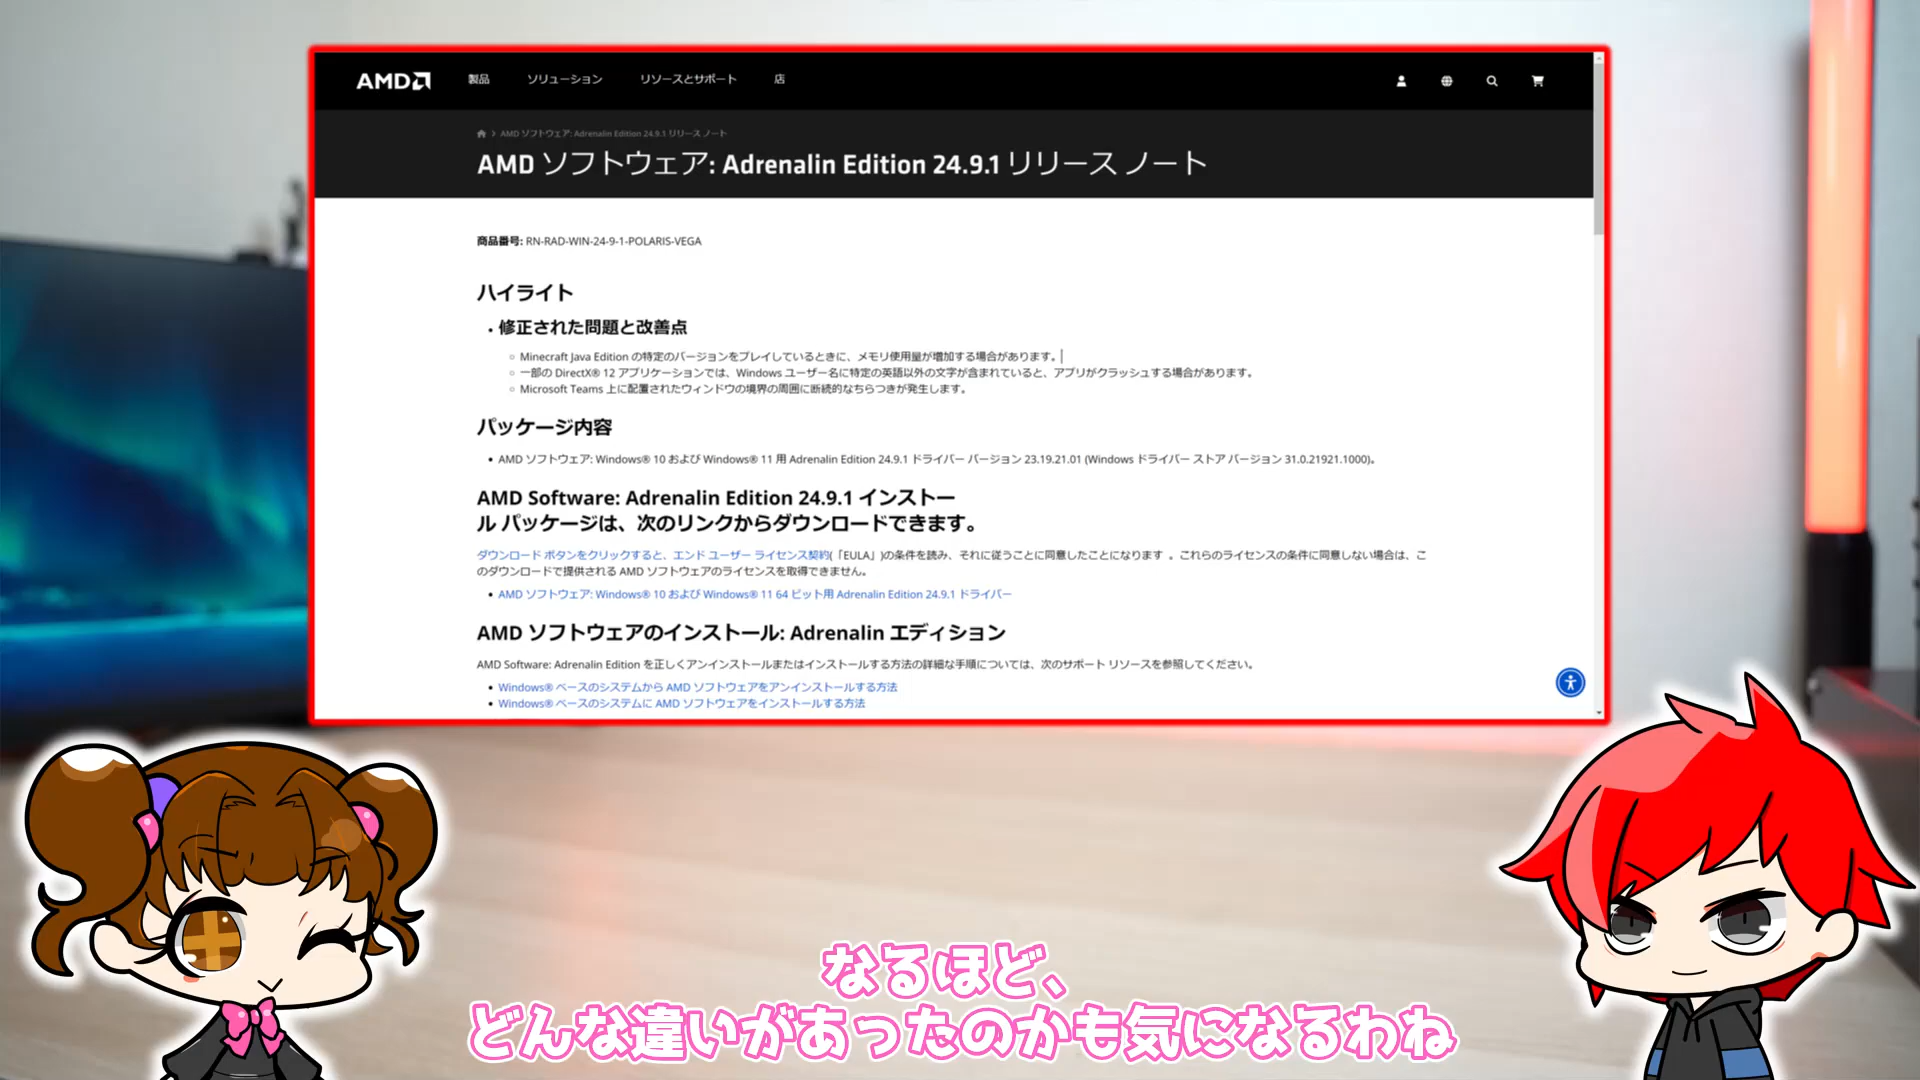 AMD
製品 ソリューション リソースとサポート 店
AMD ソフトウェア: Adrenalin Edition 24.9.1 リリース ノート
AMD ソフトウェア: Adrenalin Edition 24.9.1 リリース ノート
商品番号: RN-RAD-WIN-24-9-1-POLARIS-VEGA
ハイライト
修正された問題と改善点
Minecraft Java Edition の特定のバージョンをプレイしているときに、メモリ使用量が増加する場合があります。
一部の DirectX® 12 アプリケーションでは、Windows ユーザー名に特定の英語以外の文字が含まれていると、アプリがクラッシュする場合があります。
Microsoft Teams 上に配置されたウィンドウの境界の周囲に断続的なちらつきが発生します。
パッケージ内容
AMD ソフトウェア: Windows® 10 および Windows® 11 用 Adrenalin Edition 24.9.1 ドライバー バージョン 23.19.21.01 (Windows ドライバー ストア バージョン 31.0.21921.1000)。
AMD Software: Adrenalin Edition 24.9.1 インストー
ル パッケージは、次のリンクからダウンロードできます。
ダウンロード ボタンをクリックすると、エンド ユーザー ライセンス契約(「EULA」)の条件を読み、それに従うことに同意したことになります 。これらのライセンスの条件に同意しない場合は、こ
のダウンロードで提供される AMD ソフトウェアのライセンスを取得できません。
AMD ソフトウェア: Windows® 10 および Windows® 11 64 ビット用 Adrenalin Edition 24.9.1 ドライバー
AMD ソフトウェアのインストール: Adrenalin エディション
AMD Software: Adrenalin Edition を正しくアンインストールまたはインストールする方法の詳細な手順については、次のサポート リソースを参照してください。
Windows® ベースのシステムから AMD ソフトウェアをアンインストールする方法
Windows® ベースのシステムに AMD ソフトウェアをインストールする方法
なるほど、
どんな違いがあったのかも気になるわね